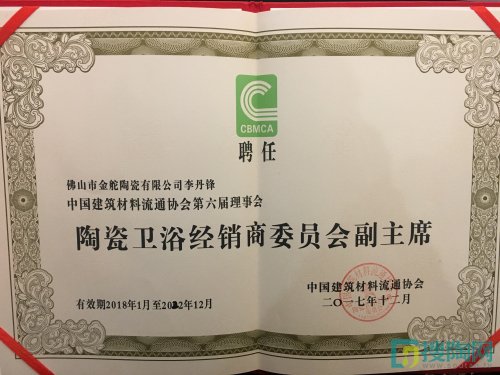 CBMCA
聘任
佛山市金舵陶瓷有限公司李丹锋
中国建筑材料流通协会第六届理事会
陶瓷卫浴经销商委员会副主席
中国建筑材料流通协会
二〇一七年十二月
有效期2018年1月至2022年12月